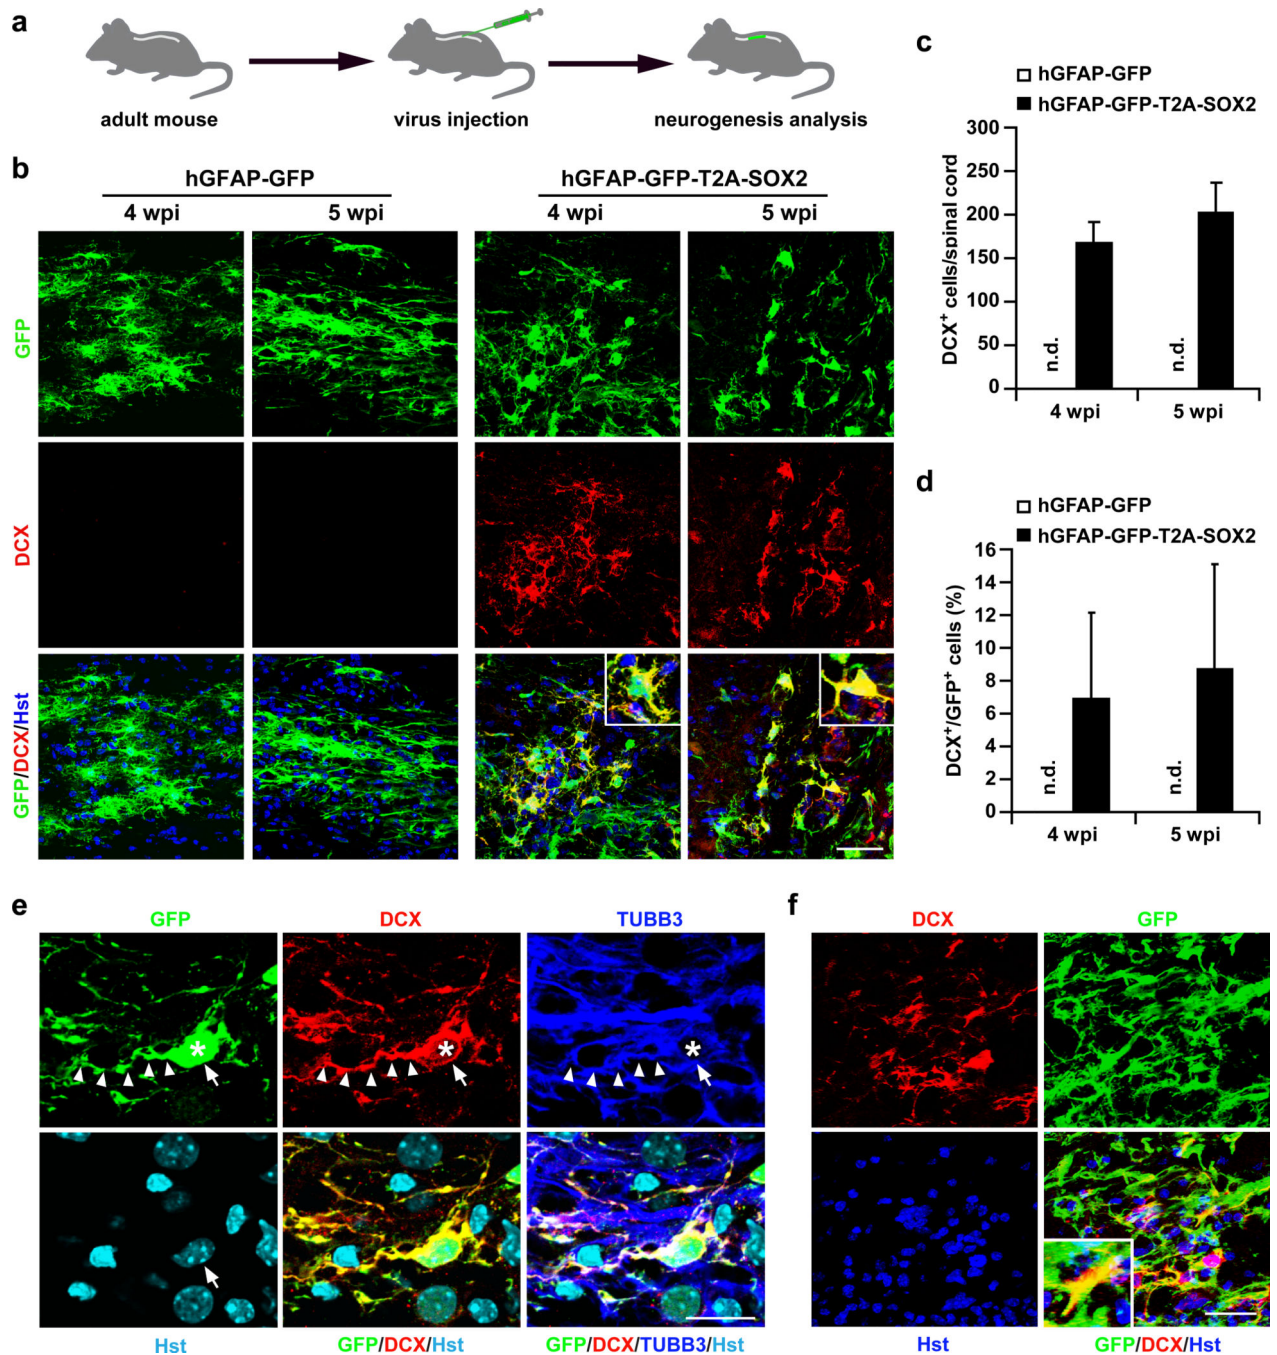 a
adult mouse
virus injection
neurogenesis analysis
b
hGFAP-GFP
hGFAP-GFP-T2A-SOX2
4 wpi
5 wpi
4 wpi
5 wpi
GFP
DCX
GFP/DCX/Hst
c
hGFAP-GFP
hGFAP-GFP-T2A-SOX2
DCX+ cells/spinal cord
300
250
200
150
100
50
0
n.d.
n.d.
4 wpi
5 wpi
d
hGFAP-GFP
hGFAP-GFP-T2A-SOX2
DCX+/GFP+ cells (%)
16
14
12
10
8
6
4
2
0
n.d.
n.d.
4 wpi
5 wpi
e
GFP
DCX
TUBB3
*
*
*
Hst
GFP/DCX/Hst
GFP/DCX/TUBB3/Hst
f
DCX
GFP
Hst
GFP/DCX/Hst